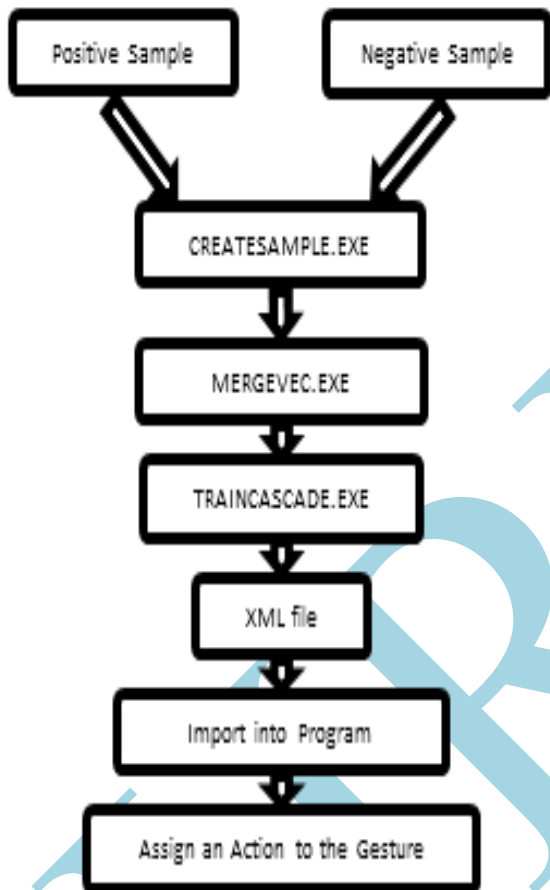 Positive Sample
Negative Sample
CREATESAMPLE.EXE
MERGEVEC.EXE
TRAINCASCADE.EXE
XML file
Import into Program
Assign an Action to the Gesture